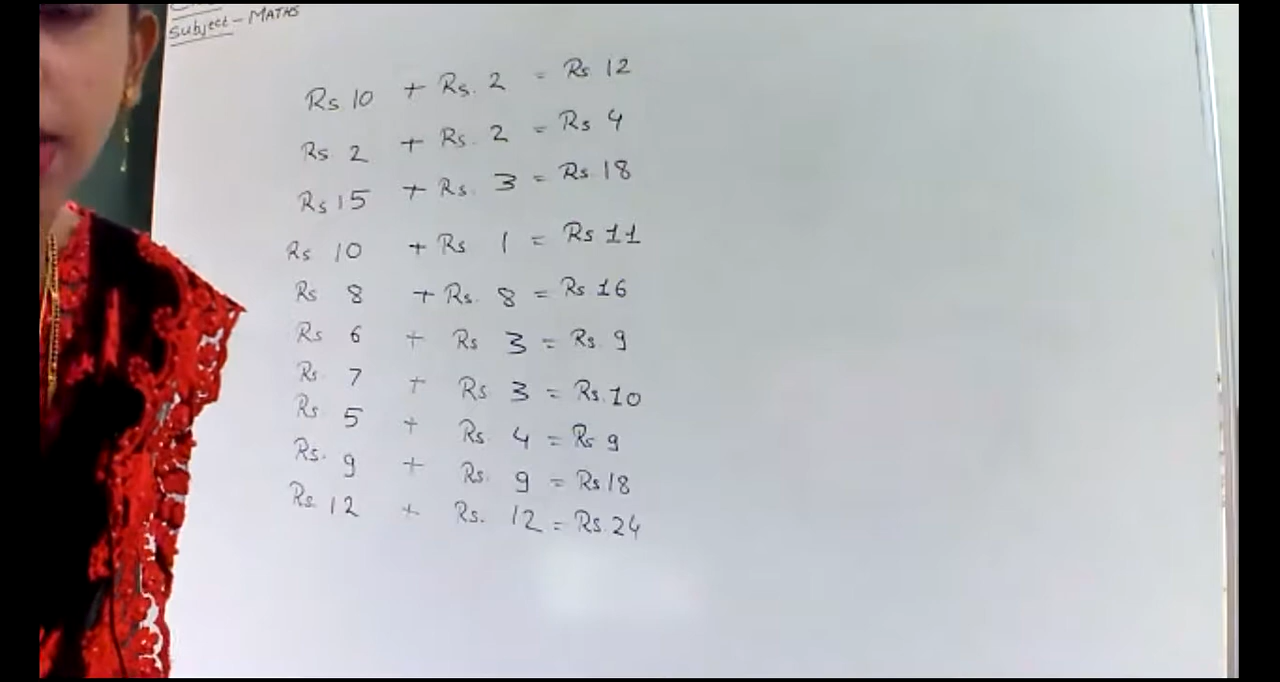 Subject - MATHS
Rs 10 + Rs. 2 = Rs 12
Rs 2 + Rs. 2 = Rs 4
Rs 15 + Rs. 3 = Rs. 18
Rs 10 + Rs 1 = Rs 11
Rs 8 + Rs. 8 = Rs 16
Rs 6 + Rs 3 = Rs. 9
Rs. 7 + Rs 3 = Rs. 10
Rs. 5 + Rs. 4 = Rs 9
Rs. 9 + Rs. 9 = Rs 18
Rs. 12 + Rs. 12 = Rs. 24